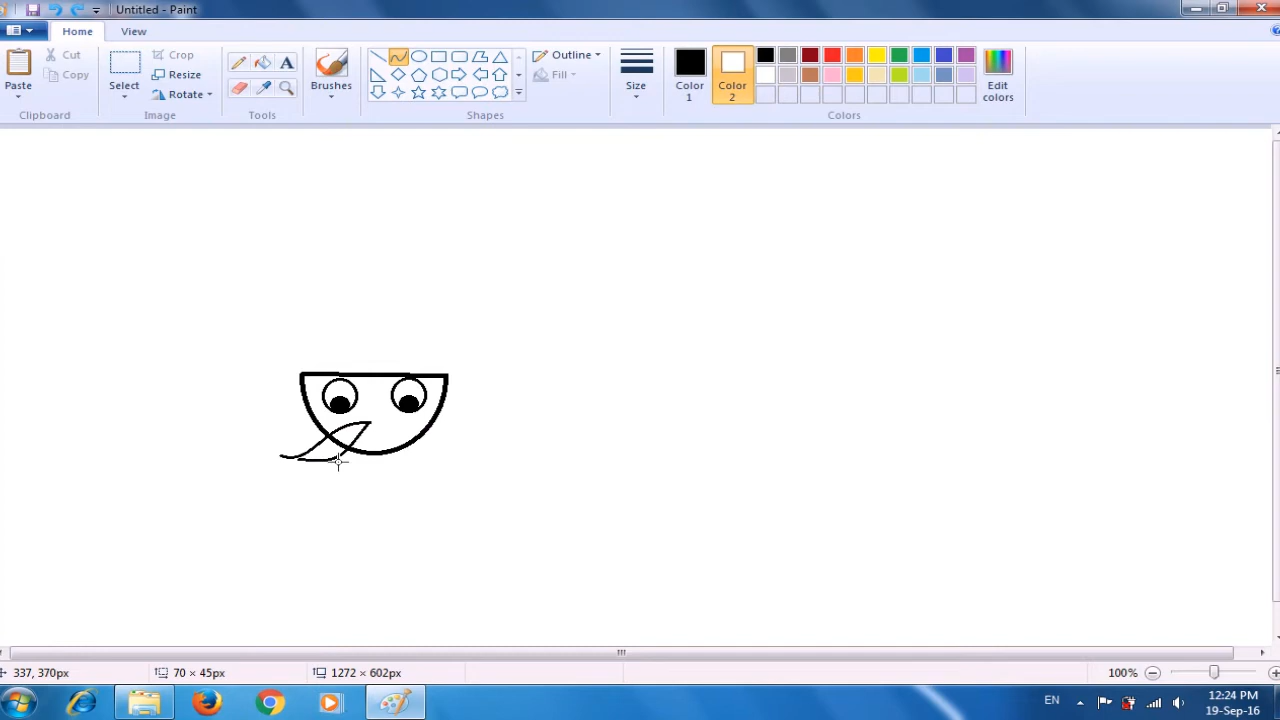 Untitled - Paint
Home View
Paste
Cut
Copy
Clipboard
Select
Crop
Resize
Rotate
Image
Tools
Brushes
Outline
Fill
Shapes
Size
Color 1
Color 2
Edit colors
Colors
337, 370px
70 × 45px
1272 × 602px
100%
EN
12:24 PM
19-Sep-16